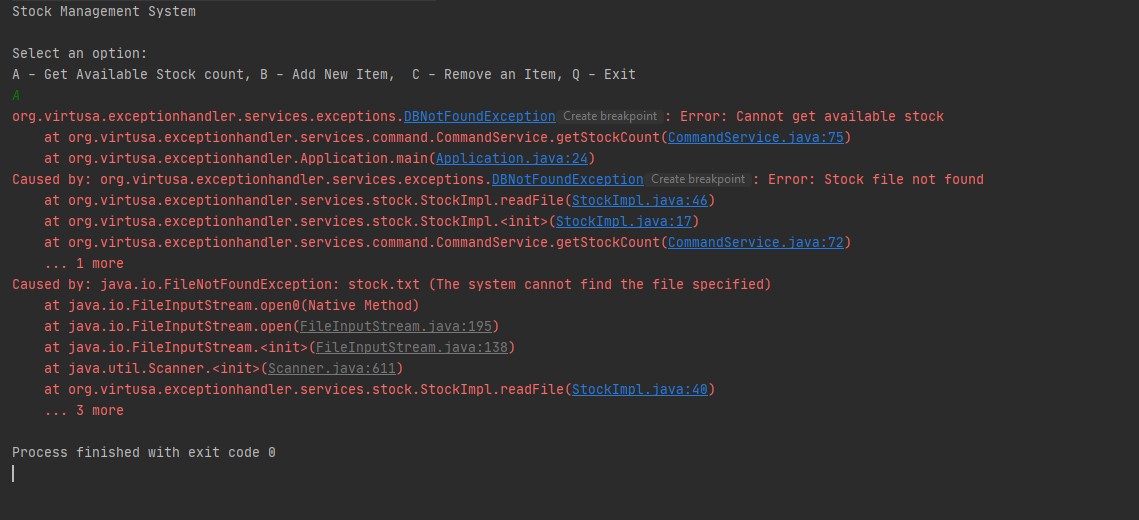 Stock Management System
Select an option:
A - Get Available Stock count, B - Add New Item,  C - Remove an Item, Q - Exit
A
org.virtusa.exceptionhandler.services.exceptions.DBNotFoundException Create breakpoint : Error: Cannot get available stock
    at org.virtusa.exceptionhandler.services.command.CommandService.getStockCount(CommandService.java:75)
    at org.virtusa.exceptionhandler.Application.main(Application.java:24)
Caused by: org.virtusa.exceptionhandler.services.exceptions.DBNotFoundException Create breakpoint : Error: Stock file not found
    at org.virtusa.exceptionhandler.services.stock.StockImpl.readFile(StockImpl.java:46)
    at org.virtusa.exceptionhandler.services.stock.StockImpl.<init>(StockImpl.java:17)
    at org.virtusa.exceptionhandler.services.command.CommandService.getStockCount(CommandService.java:72)
    ... 1 more
Caused by: java.io.FileNotFoundException: stock.txt (The system cannot find the file specified)
    at java.io.FileInputStream.open0(Native Method)
    at java.io.FileInputStream.open(FileInputStream.java:195)
    at java.io.FileInputStream.<init>(FileInputStream.java:138)
    at java.util.Scanner.<init>(Scanner.java:611)
    at org.virtusa.exceptionhandler.services.stock.StockImpl.readFile(StockImpl.java:40)
    ... 3 more
Process finished with exit code 0